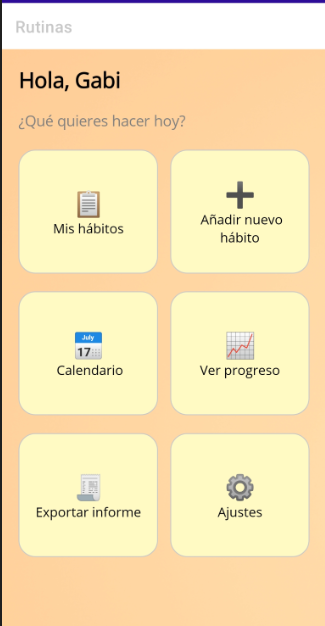 Rutinas
Hola, Gabi
¿Qué quieres hacer hoy?
Mis hábitos
Añadir nuevo
hábito
July
17
Calendario
Ver progreso
Exportar informe
Ajustes